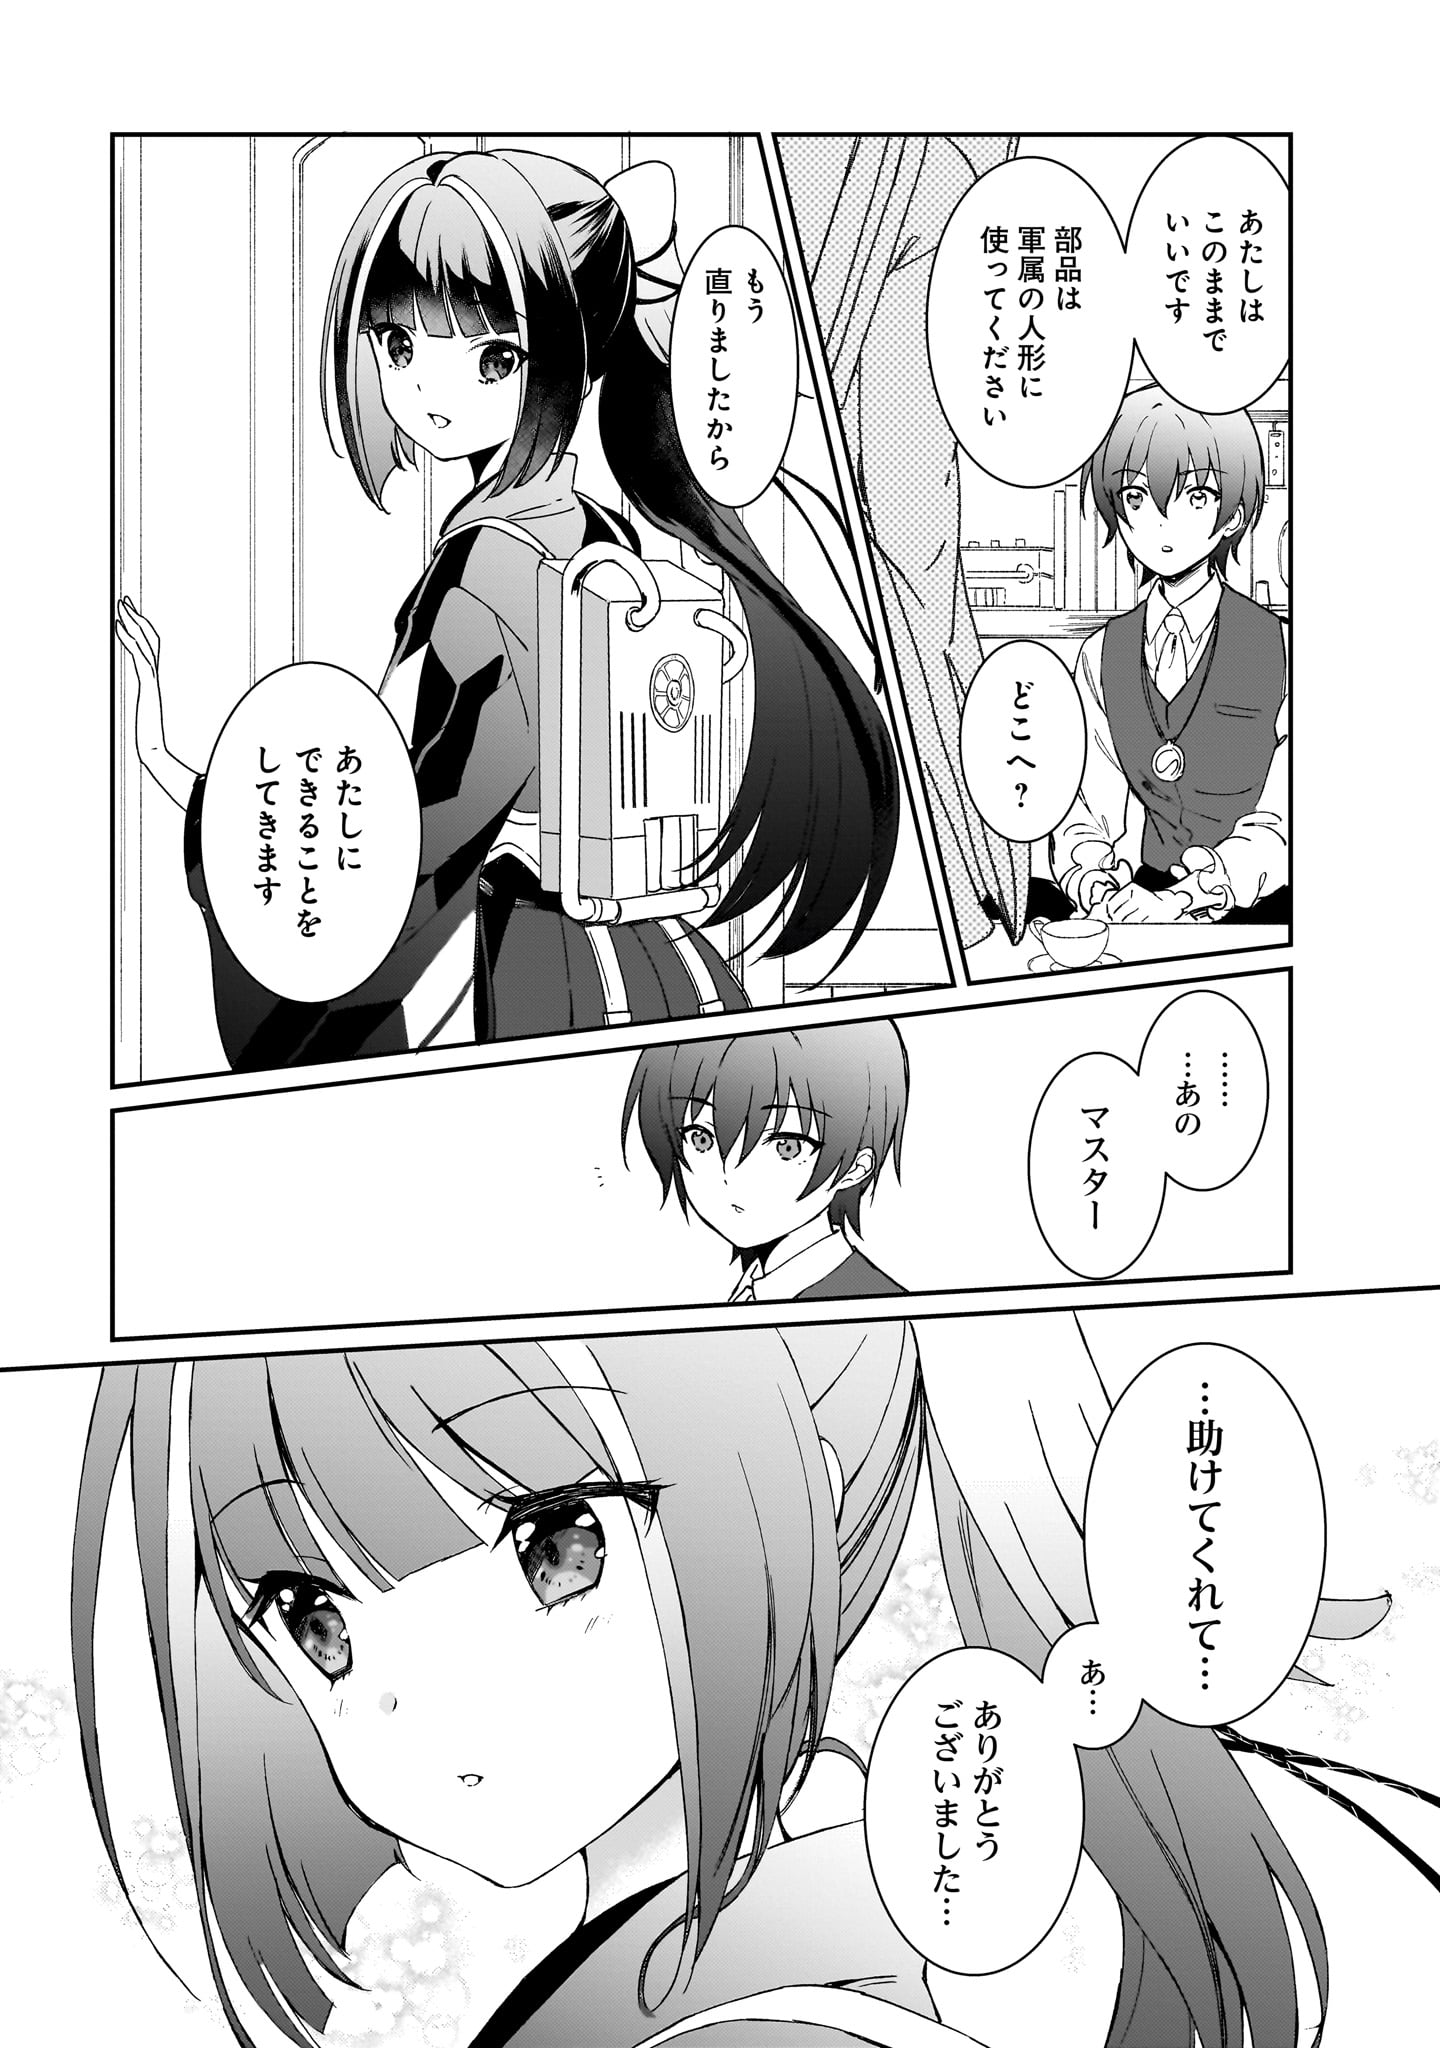 あたしは
このままで
いいです
部品は
軍属の人形に
使ってください
どこへ？
もう
直りましたから
あたしに
できることを
してきます
……
…あの
マスター
…助けてくれて…
あ…
ありがとう
ございました…